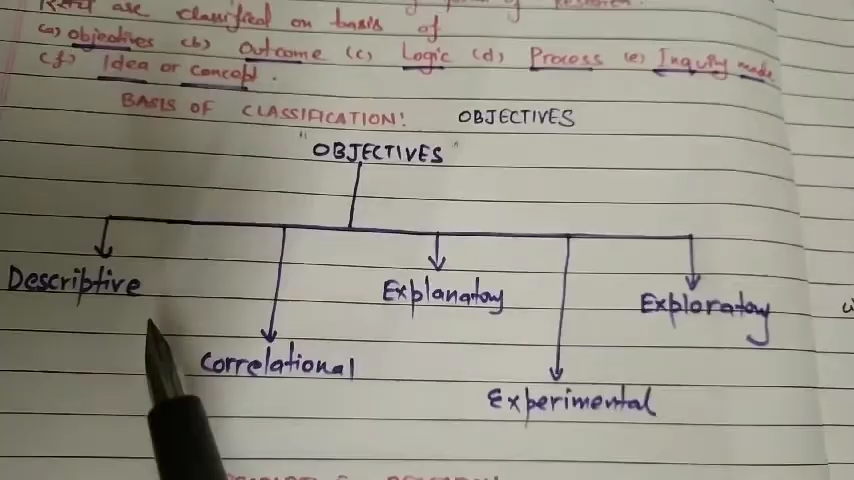 are classified on basis of
(a) objectives (b) Outcome (c) Logic (d) Process (e) Inquiry mode
(f) Idea or concept.
BASIS OF CLASSIFICATION: OBJECTIVES
"OBJECTIVES"
Descriptive
Explanatory
Exploratory
Correlational
Experimental